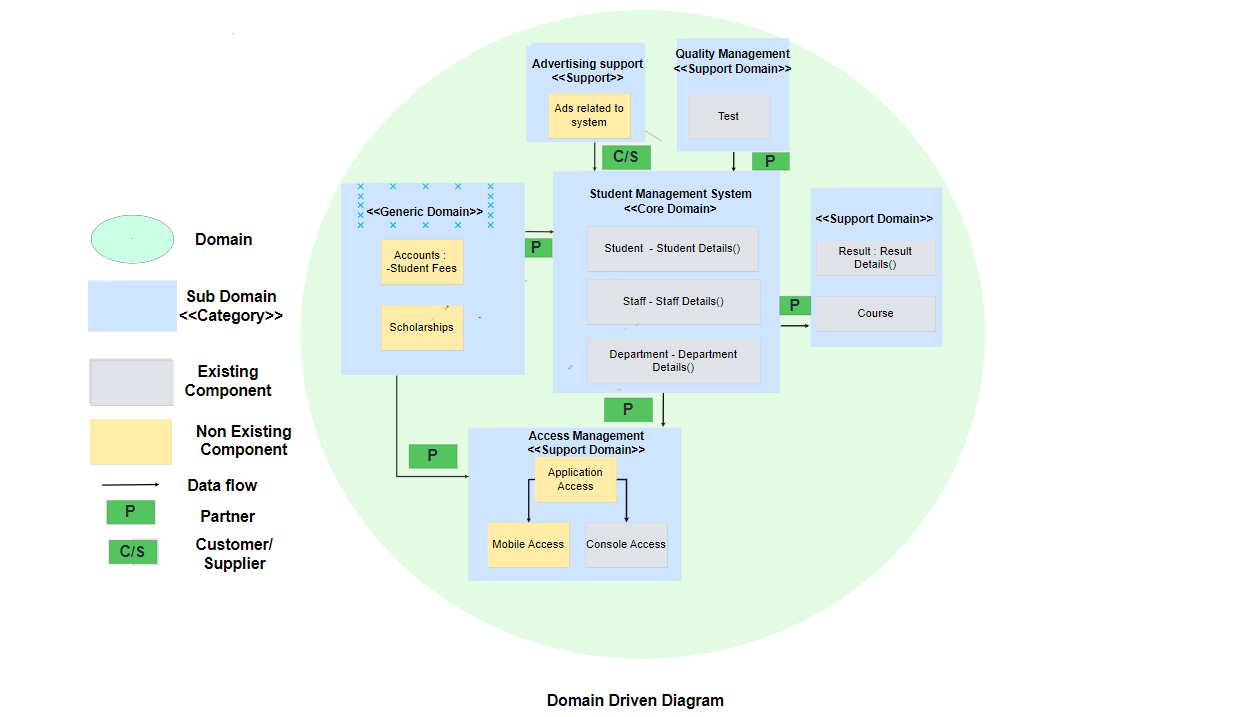 Advertising support
<<Support>>
Ads related to
system
C/S
Quality Management
<<Support Domain>>
Test
P
<<Generic Domain>>
Accounts :
-Student Fees
Scholarships
P
Student Management System
<<Core Domain>
Student - Student Details()
Staff - Staff Details()
Department - Department
Details()
P
<<Support Domain>>
Result : Result
Details()
Course
P
P
Access Management
<<Support Domain>>
Application
Access
Mobile Access
Console Access
Domain
Sub Domain
<<Category>>
Existing
Component
Non Existing
Component
Data flow
P
Partner
C/S
Customer/
Supplier
Domain Driven Diagram